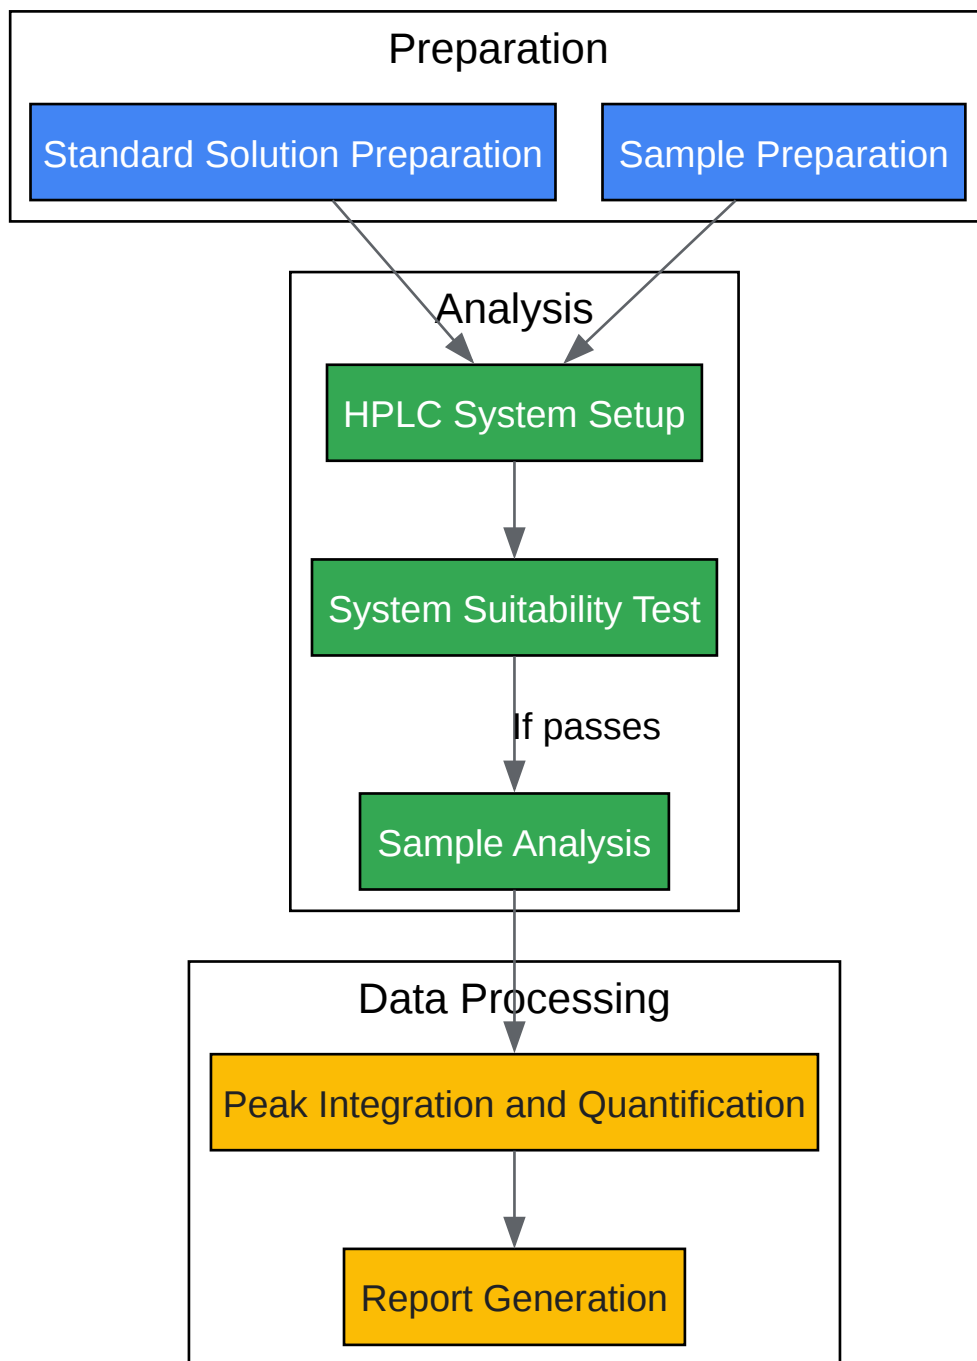 Preparation
Standard Solution Preparation
Sample Preparation
Analysis
HPLC System Setup
System Suitability Test
If passes
Sample Analysis
Data Processing
Peak Integration and Quantification
Report Generation